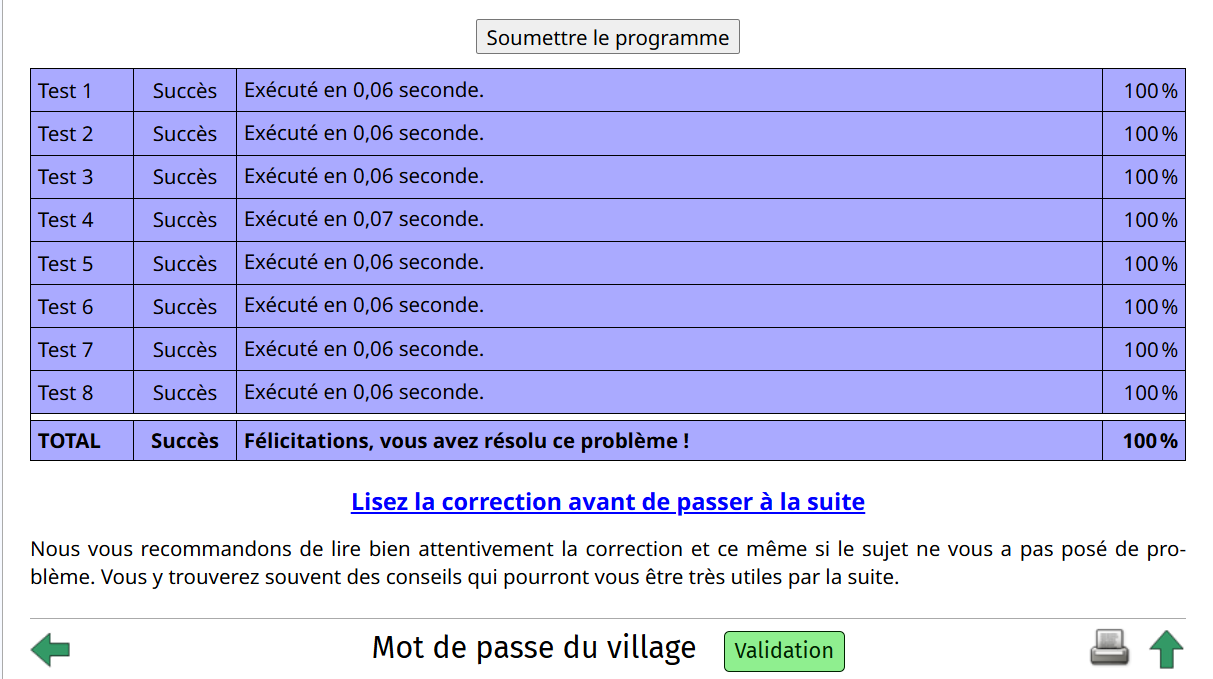 Soumettre le programme
Test 1 Succès Exécuté en 0,06 seconde. 100 %
Test 2 Succès Exécuté en 0,06 seconde. 100 %
Test 3 Succès Exécuté en 0,06 seconde. 100 %
Test 4 Succès Exécuté en 0,07 seconde. 100 %
Test 5 Succès Exécuté en 0,06 seconde. 100 %
Test 6 Succès Exécuté en 0,06 seconde. 100 %
Test 7 Succès Exécuté en 0,06 seconde. 100 %
Test 8 Succès Exécuté en 0,06 seconde. 100 %
TOTAL Succès Félicitations, vous avez résolu ce problème ! 100 %
Lisez la correction avant de passer à la suite
Nous vous recommandons de lire bien attentivement la correction et ce même si le sujet ne vous a pas posé de pro-
blème. Vous y trouverez souvent des conseils qui pourront vous être très utiles par la suite.
Mot de passe du village Validation